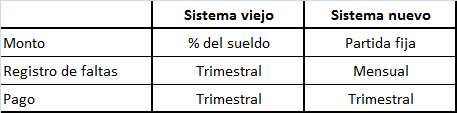 Sistema viejo Sistema nuevo
Monto % del sueldo Partida fija
Registro de faltas Trimestral Mensual
Pago Trimestral Trimestral